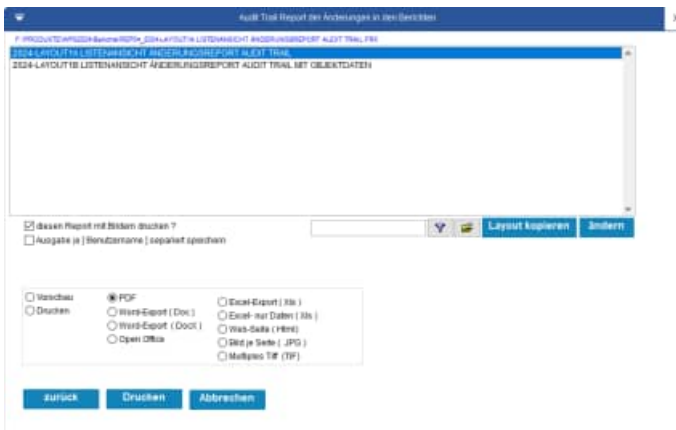 Audit Trail Report der Änderungen in den Berichten
2024-LAYOUT1A LISTENANSICHT ÄNDERUNGSREPORT AUDIT TRAIL
2024-LAYOUT1B LISTENANSICHT ÄNDERUNGSREPORT AUDIT TRAIL MIT OBJEKTDATEN
diesen Report mit Bildern drucken ?
Layout kopieren
ändern
Ausgabe je [ Benutzername ] separiert speichern
Vorschau
Drucken
PDF
Word-Export ( Doc )
Word-Export ( DocX )
Open Office
Excel-Export ( Xls )
Excel- nur Daten ( Xls )
Web-Seite ( Html)
Bild je Seite ( JPG )
Multiples Tiff (TIF)
zurück
Drucken
Abbrechen